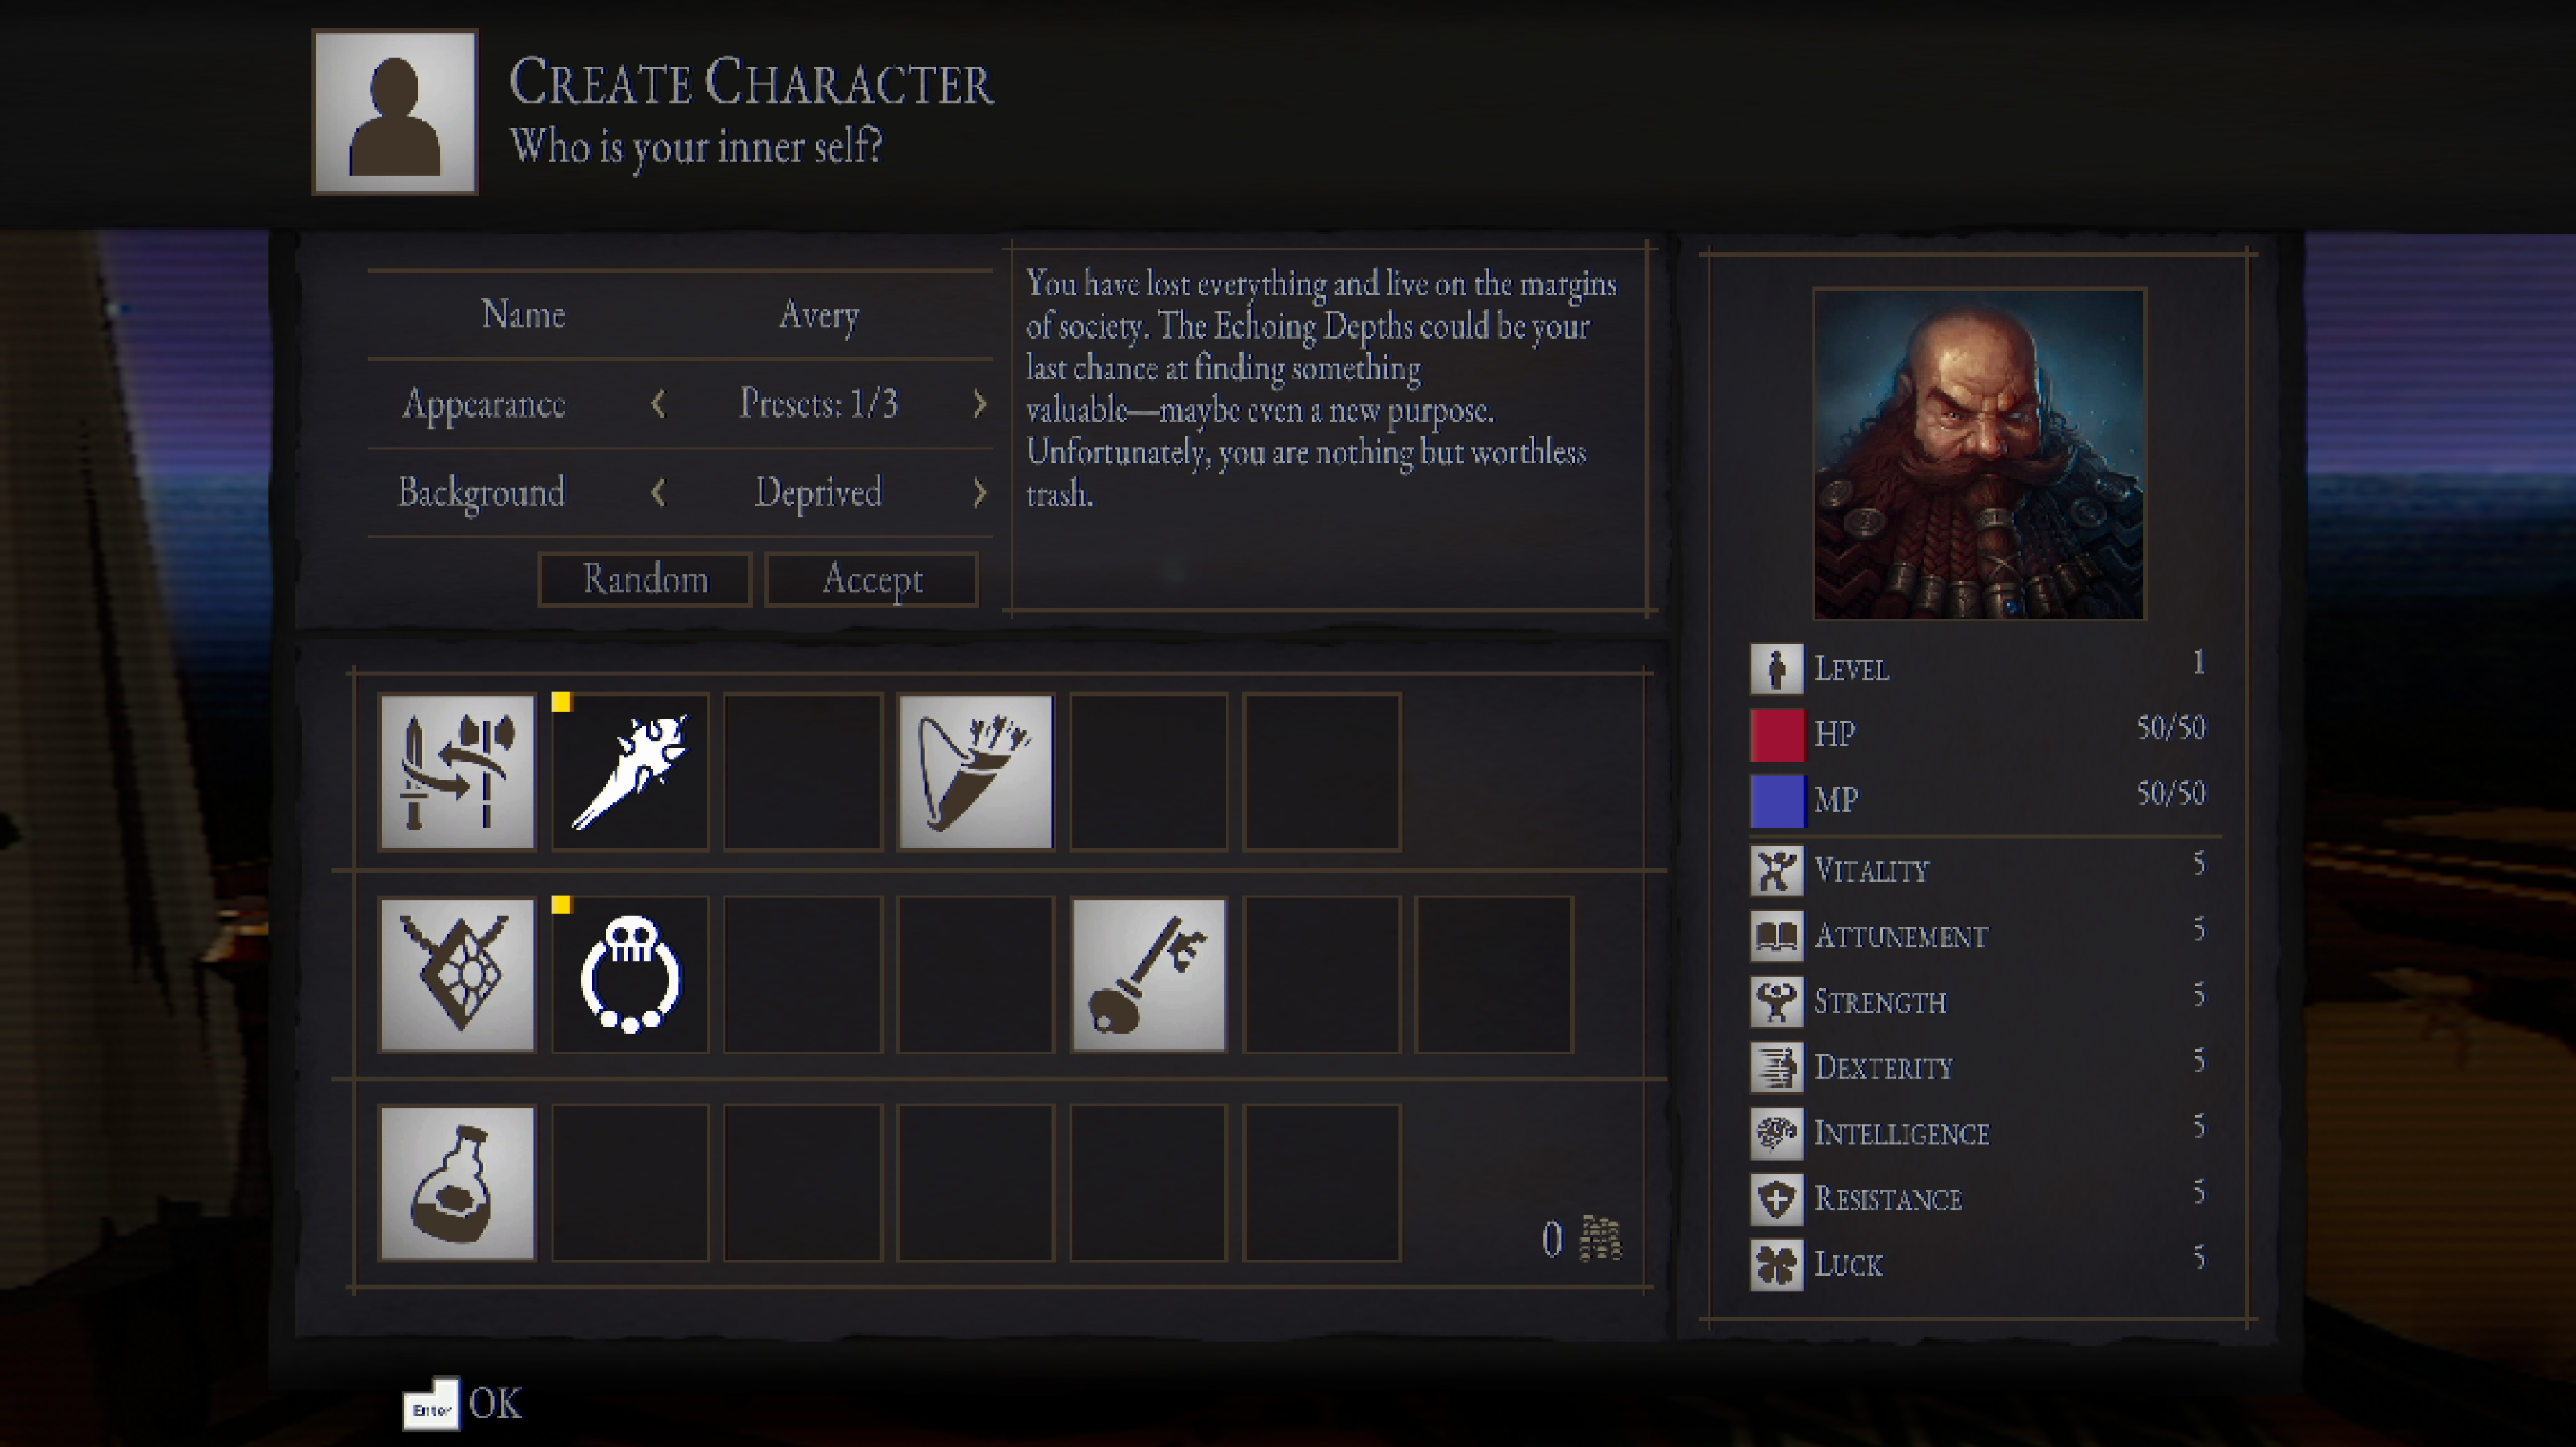 CREATE CHARACTER
Who is your inner self?
Name Avery
Appearance < Presets: 1/3 >
Background < Deprived >
Random Accept
You have lost everything and live on the margins
of society. The Echoing Depths could be your
last chance at finding something
valuable—maybe even a new purpose.
Unfortunately, you are nothing but worthless
trash.
LEVEL 1
HP 50/50
MP 50/50
VITALITY 5
ATTUNEMENT 5
STRENGTH 5
DEXTERITY 5
INTELLIGENCE 5
RESISTANCE 5
LUCK 5
0
Enter OK